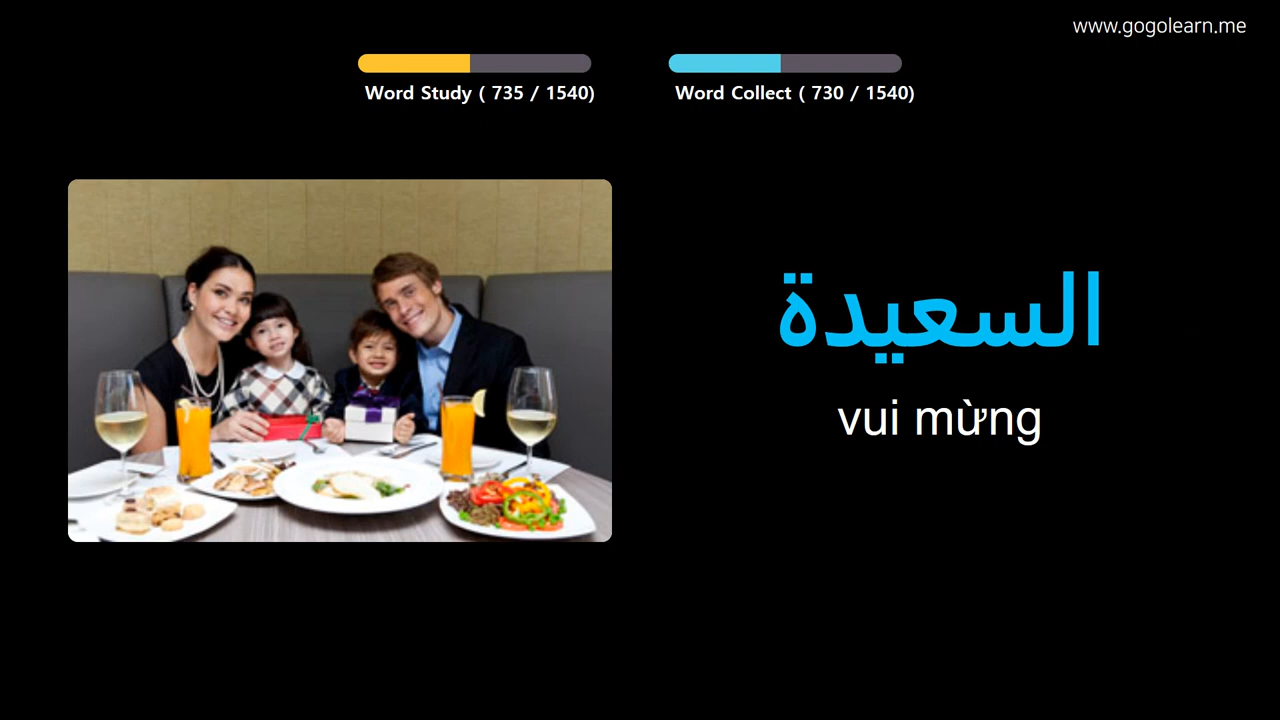 www.gogolearn.me
Word Study ( 735 / 1540)
Word Collect ( 730 / 1540)
السعيدة
vui mừng